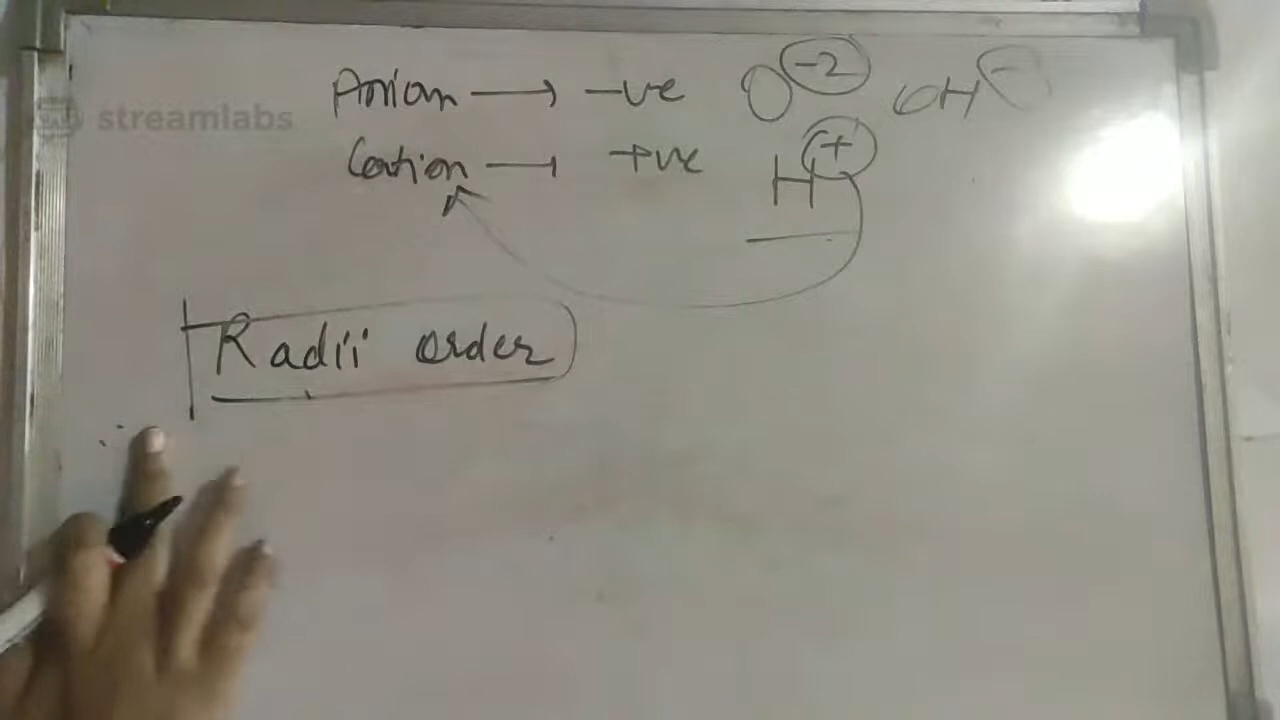 streamlabs
Anion → -ve O⁻² OH⁻
Cation → +ve H⁺
Radii order